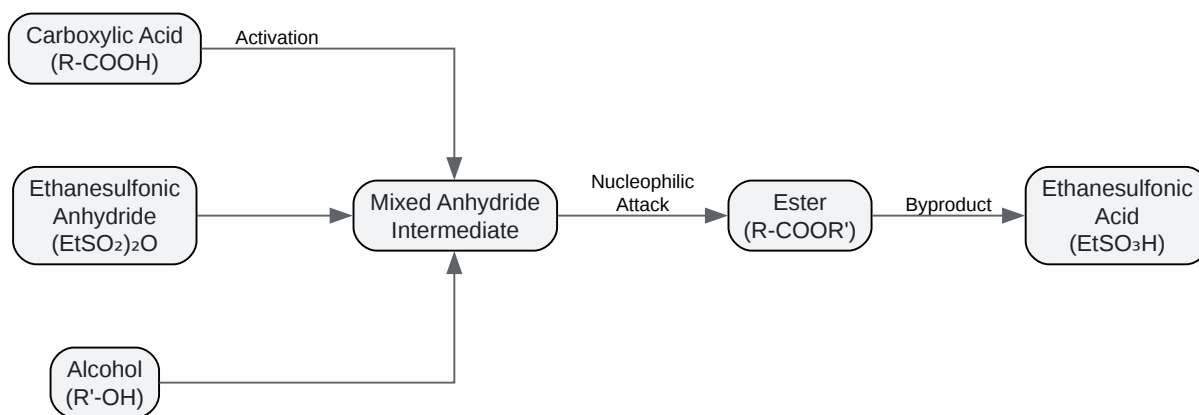 Carboxylic Acid
(R-COOH)
Activation
Ethanesulfonic
Anhydride
(EtSO₂)₂O
Mixed Anhydride
Intermediate
Nucleophilic
Attack
Ester
(R-COOR')
Byproduct
Ethanesulfonic
Acid
(EtSO₃H)
Alcohol
(R'-OH)